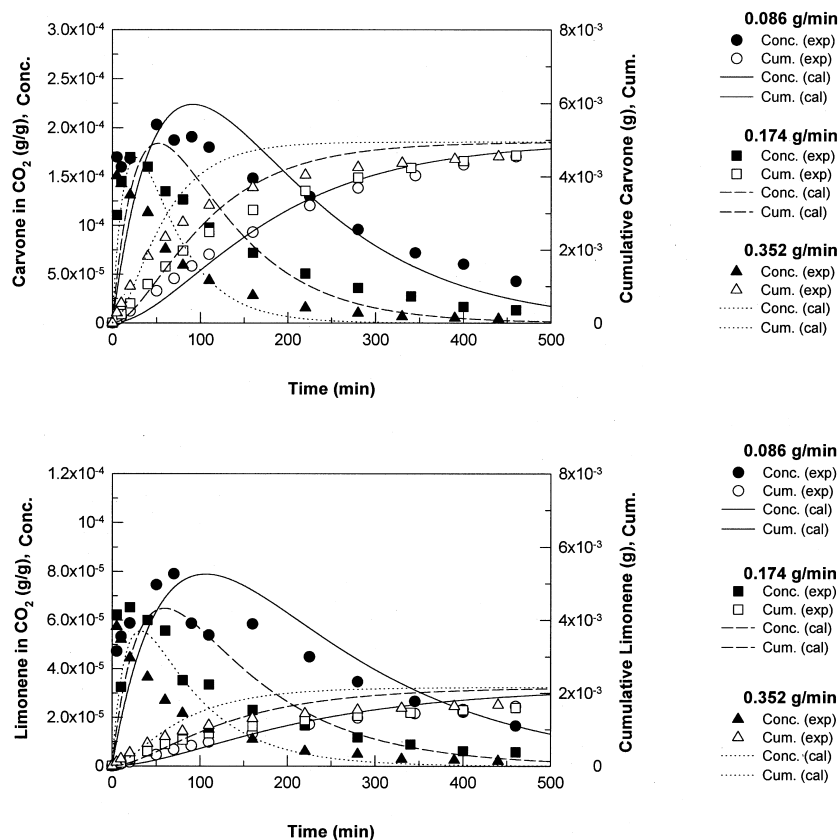 3.0x10-4
2.5x10-4
2.0x10-4
1.5x10-4
10-4
5.0x10-5
0
Carvone in CO2 (g/g), Conc.
8x10-3
6x10-3
4x10-3
2x10-3
0
Cumulative Carvone (g), Cum.
0 100 200 300 400 500
Time (min)
0.086 g/min
Conc. (exp)
Cum. (exp)
Conc. (cal)
Cum. (cal)
0.174 g/min
Conc. (exp)
Cum. (exp)
Conc. (cal)
Cum. (cal)
0.352 g/min
Conc. (exp)
Cum. (exp)
Conc. (cal)
Cum. (cal)
1.2x10-4
10-4
8.0x10-5
6.0x10-5
4.0x10-5
2.0x10-5
0
Limonene in CO2 (g/g), Conc.
8x10-3
6x10-3
4x10-3
2x10-3
0
Cumulative Limonene (g), Cum.
0 100 200 300 400 500
Time (min)
0.086 g/min
Conc. (exp)
Cum. (exp)
Conc. (cal)
Cum. (cal)
0.174 g/min
Conc. (exp)
Cum. (exp)
Conc. (cal)
Cum. (cal)
0.352 g/min
Conc. (exp)
Cum. (exp)
Conc. (cal)
Cum. (cal)